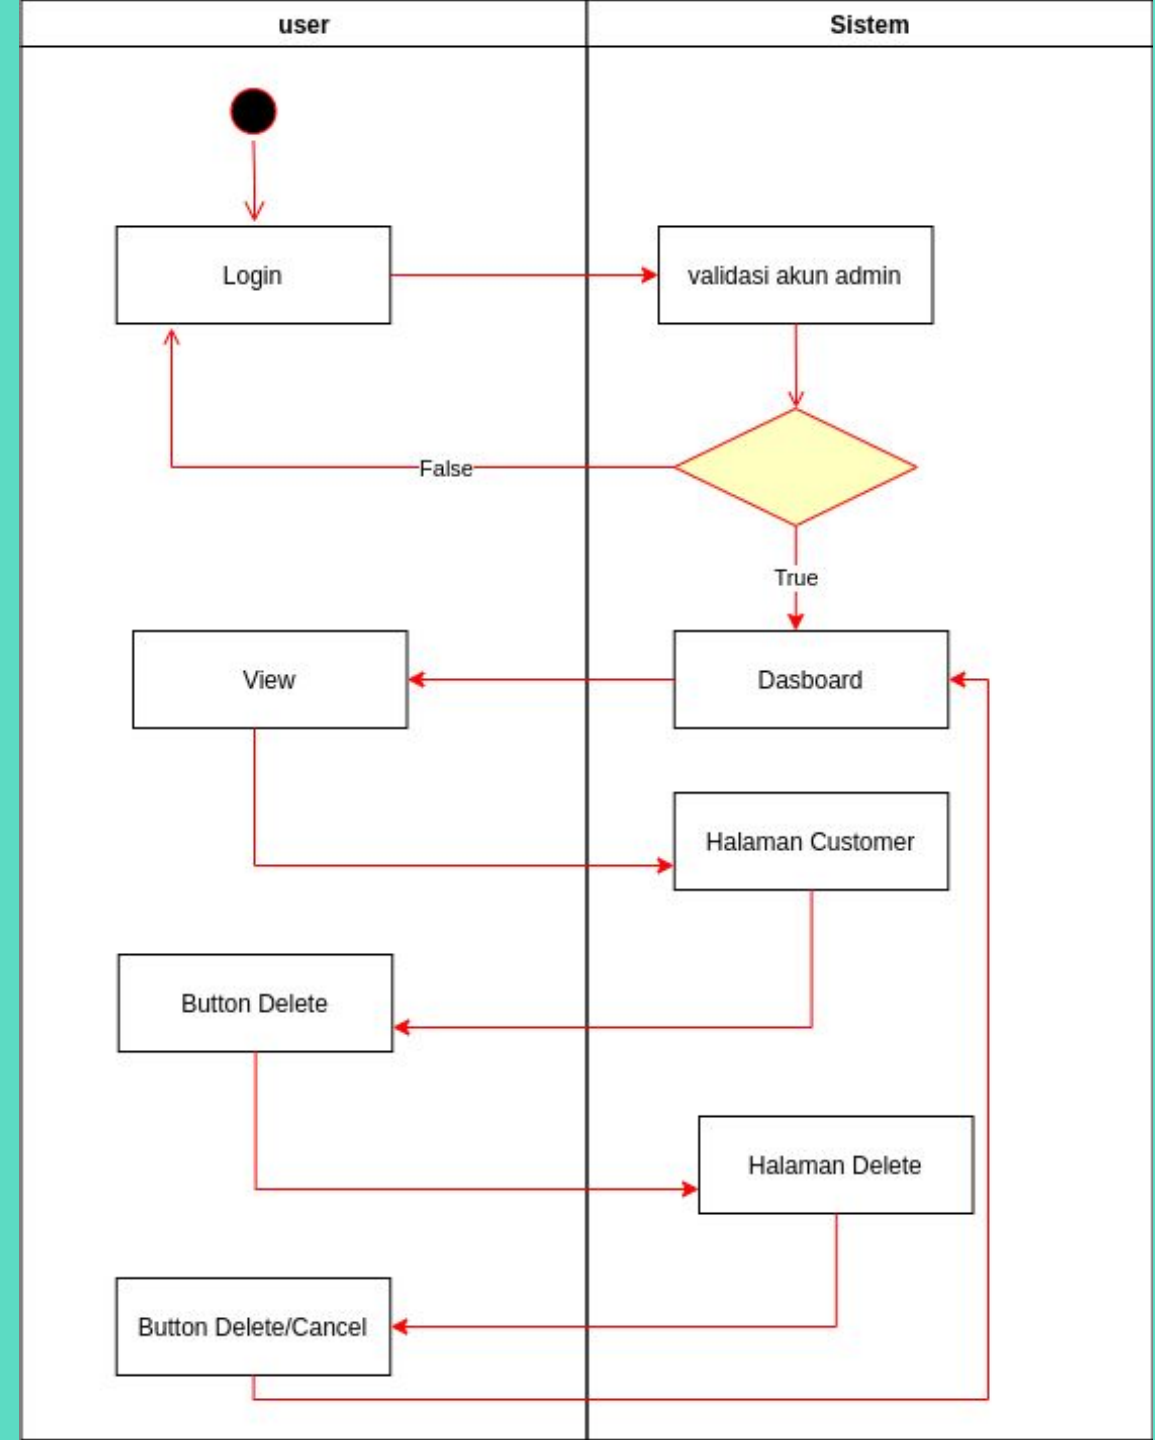 user
Sistem
Login
validasi akun admin
False
True
View
Dasboard
Halaman Customer
Button Delete
Halaman Delete
Button Delete/Cancel